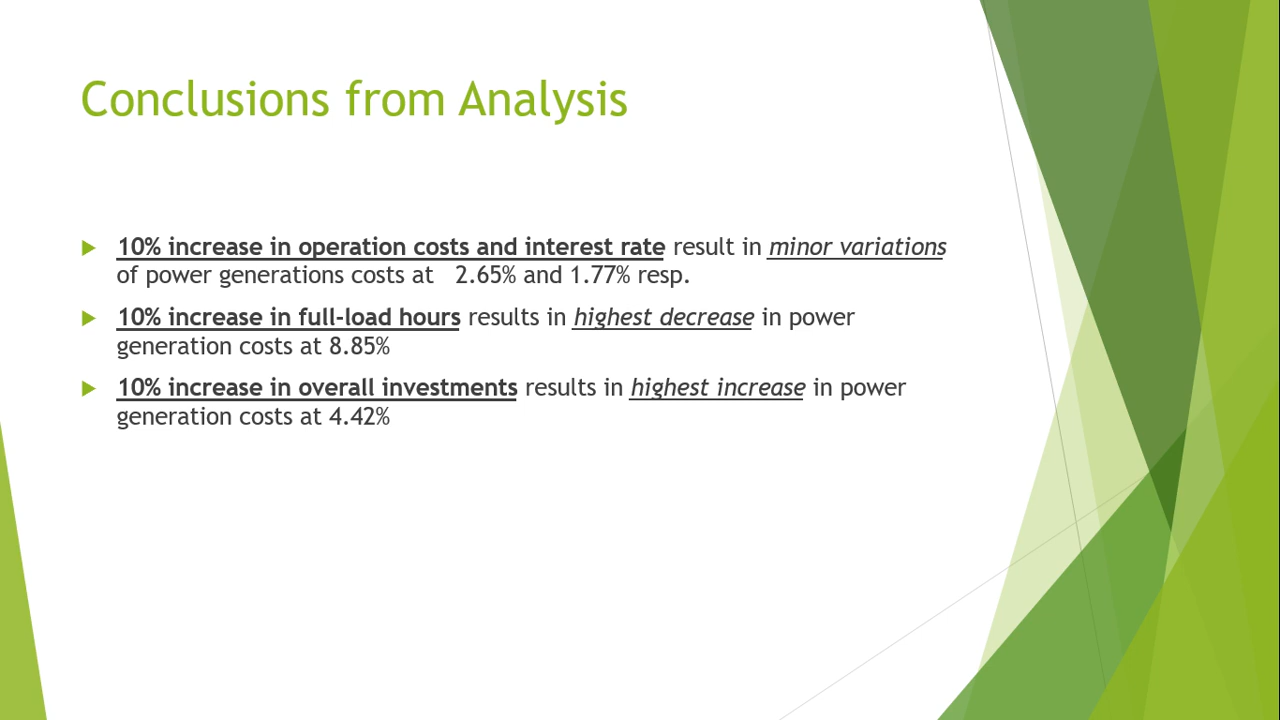 Conclusions from Analysis
10% increase in operation costs and interest rate result in minor variations
of power generations costs at 2.65% and 1.77% resp.
10% increase in full-load hours results in highest decrease in power
generation costs at 8.85%
10% increase in overall investments results in highest increase in power
generation costs at 4.42%